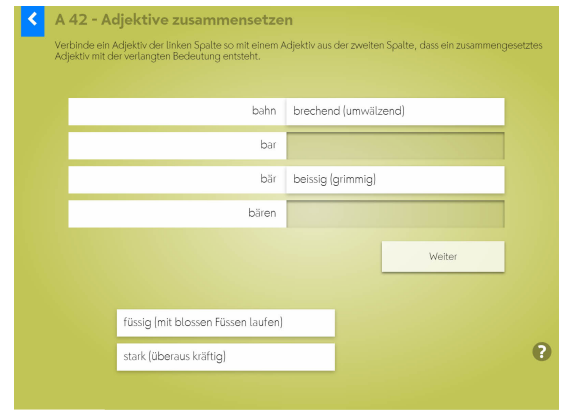 A 42 - Adjektive zusammensetzen
Verbinde ein Adjektiv der linken Spalte so mit einem Adjektiv aus der zweiten Spalte, dass ein zusammengesetztes
Adjektiv mit der verlangten Bedeutung entsteht.
bahn brechend (umwälzend)
bar
bär beissig (grimmig)
bären
Weiter
füssig (mit blossen Füssen laufen)
stark (überaus kräftig)
?